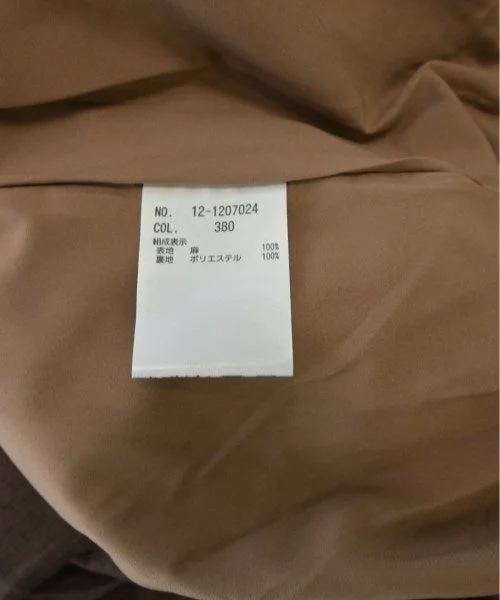 NO. 12-1207024
COL. 380
組成表示
表地 麻 100%
裏地 ポリエステル 100%